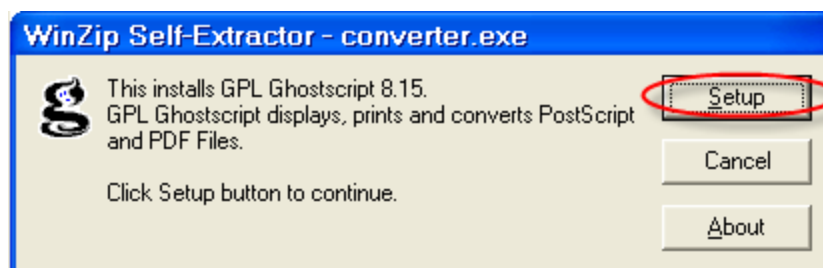 WinZip Self-Extractor - converter.exe
This installs GPL Ghostscript 8.15.
GPL Ghostscript displays, prints and converts PostScript
and PDF Files.
Click Setup button to continue.
Setup
Cancel
About